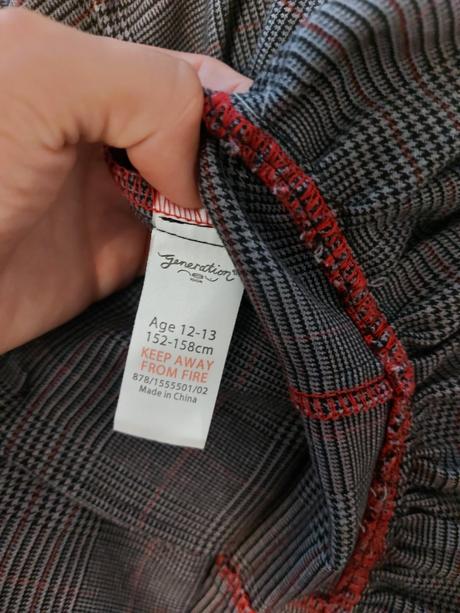 generation
Age 12-13
152-158cm
KEEP AWAY
FROM FIRE
878/1555501/02
Made in China